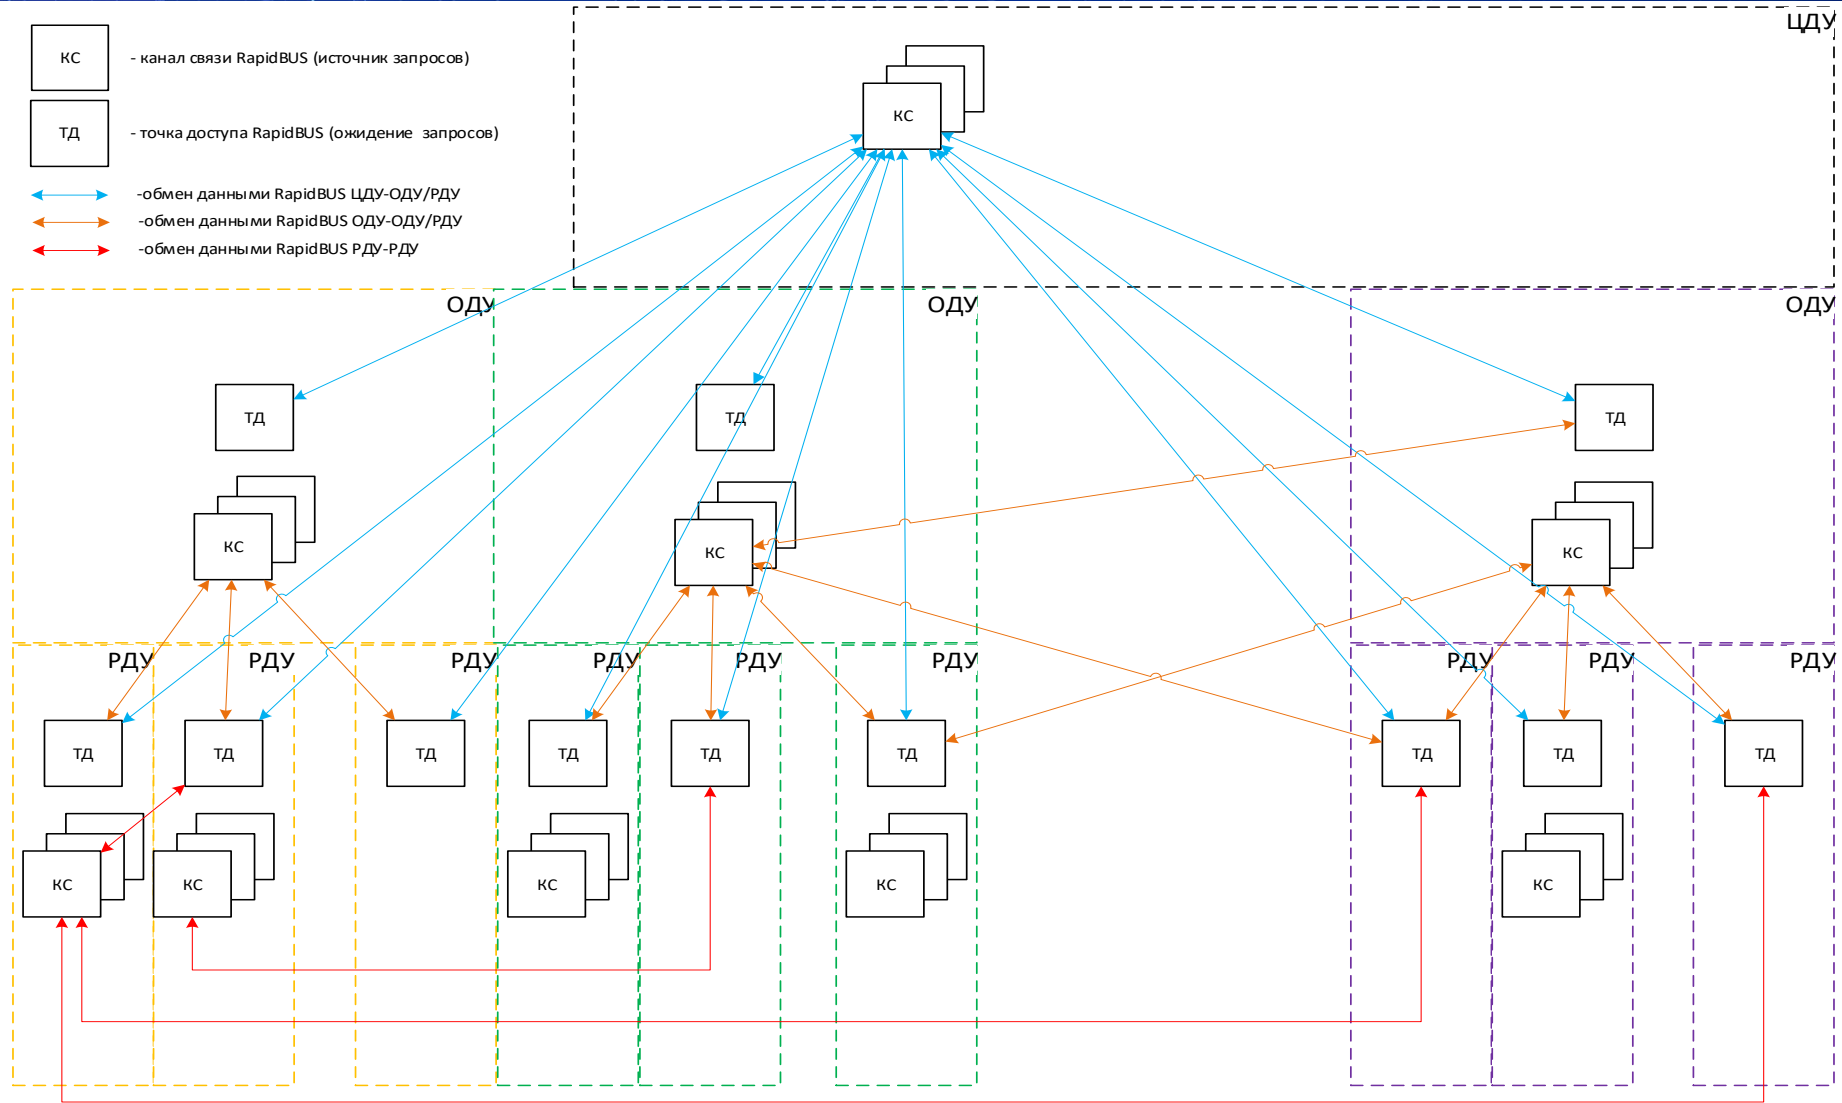 ЦДУ
КС
- канал связи RapidBUS (источник запросов)
ТД
- точка доступа RapidBUS (ожидение запросов)
-обмен данными RapidBUS ЦДУ-ОДУ/РДУ
-обмен данными RapidBUS ОДУ-ОДУ/РДУ
-обмен данными RapidBUS РДУ-РДУ
КС
ОДУ
ОДУ
ОДУ
ТД
ТД
ТД
КС
КС
КС
РДУ
РДУ
РДУ
РДУ
РДУ
РДУ
РДУ
РДУ
РДУ
ТД
ТД
ТД
ТД
ТД
ТД
ТД
ТД
ТД
КС
КС
КС
КС
КС